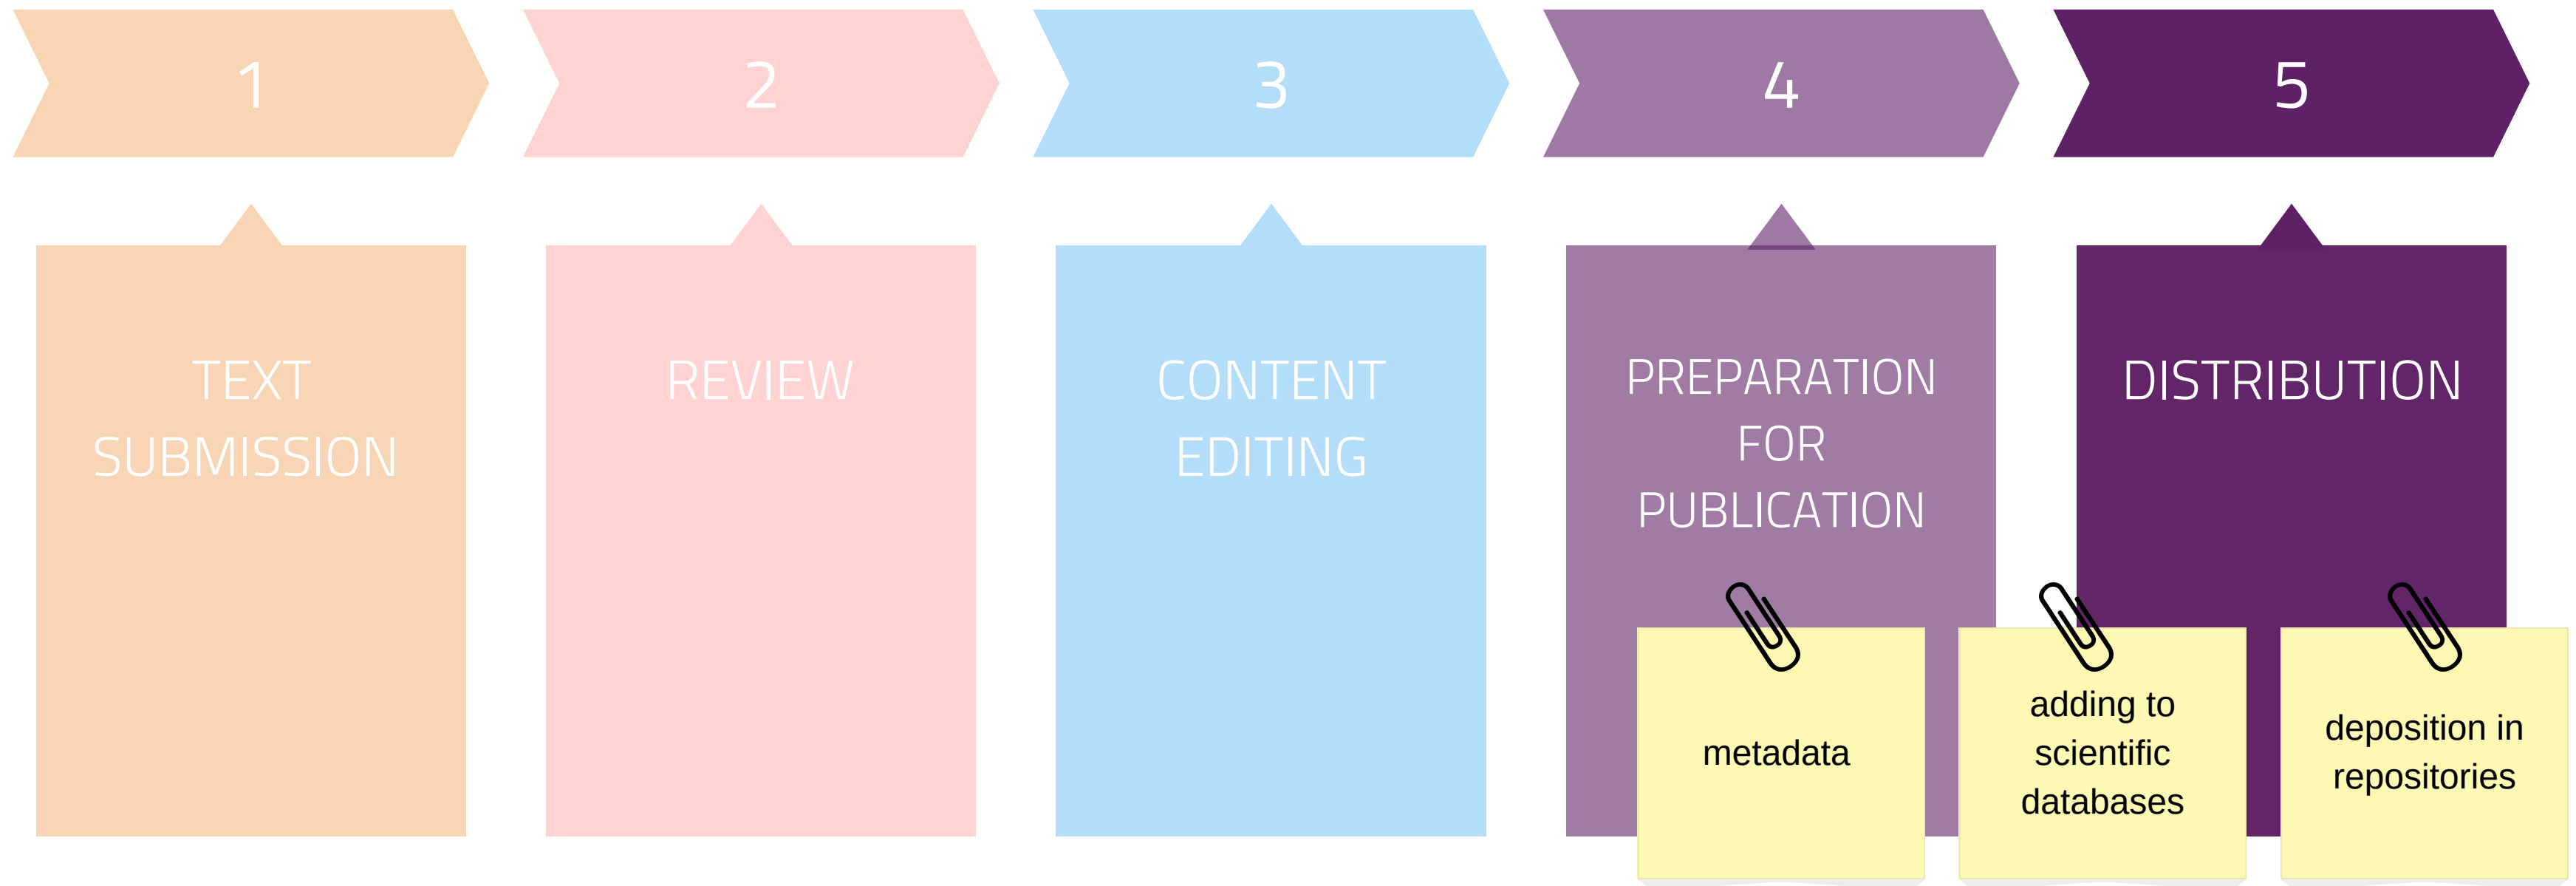 1
2
3
4
5
TEXT
SUBMISSION
REVIEW
CONTENT
EDITING
PREPARATION
FOR
PUBLICATION
DISTRIBUTION
metadata
adding to
scientific
databases
deposition in
repositories